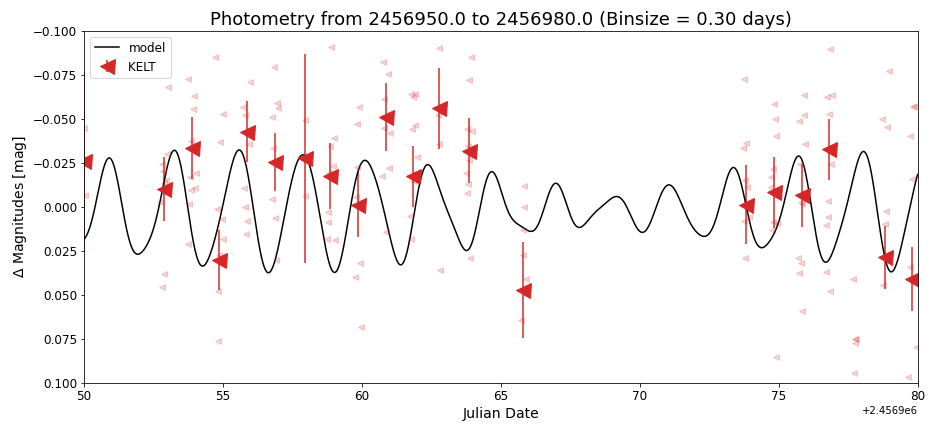 Photometry from 2456950.0 to 2456980.0 (Binsize = 0.30 days)
model
KELT
−0.100
−0.075
−0.050
−0.025
0.000
0.025
0.050
0.075
0.100
Δ Magnitudes [mag]
50 55 60 65 70 75 80
+2.4569e6
Julian Date